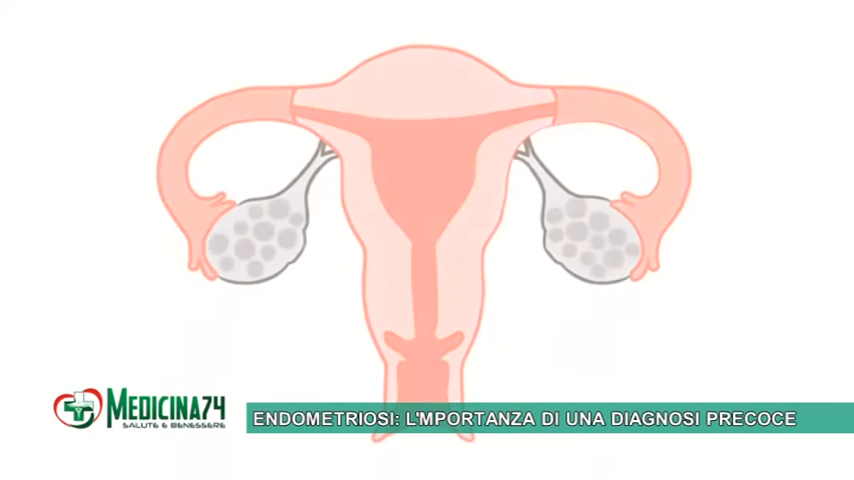 MEDICINA74
SALUTE E BENESSERE
ENDOMETRIOSI: L'MPORTANZA DI UNA DIAGNOSI PRECOCE